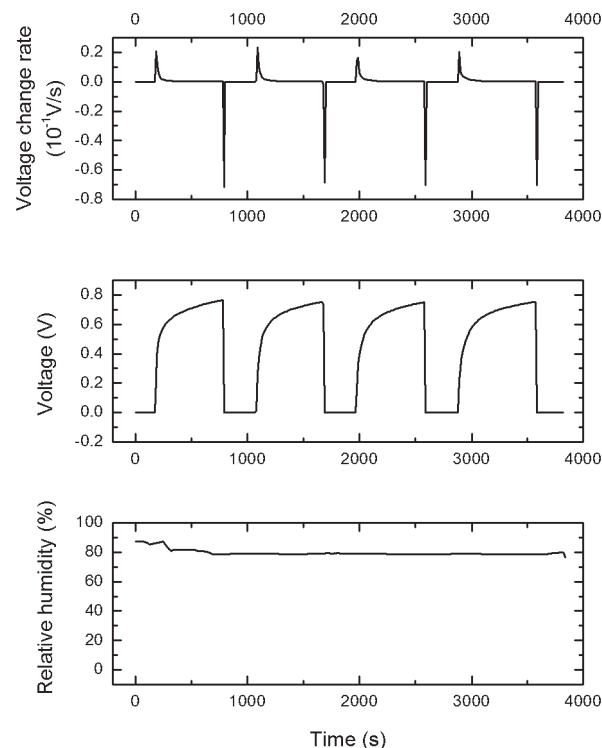 0 1000 2000 3000 4000
Voltage change rate
(10⁻¹V/s)
0.2
0.0
-0.2
-0.4
-0.6
-0.8
0 1000 2000 3000 4000
Voltage (V)
0.8
0.6
0.4
0.2
0.0
-0.2
0 1000 2000 3000 4000
Relative humidity (%)
100
80
60
40
20
0
0 1000 2000 3000 4000
Time (s)